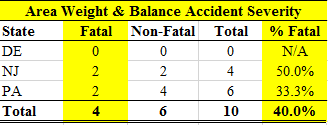 Area Weight & Balance Accident Severity
State Fatal Non-Fatal Total % Fatal
DE 0 0 0 N/A
NJ 2 2 4 50.0%
PA 2 4 6 33.3%
Total 4 6 10 40.0%